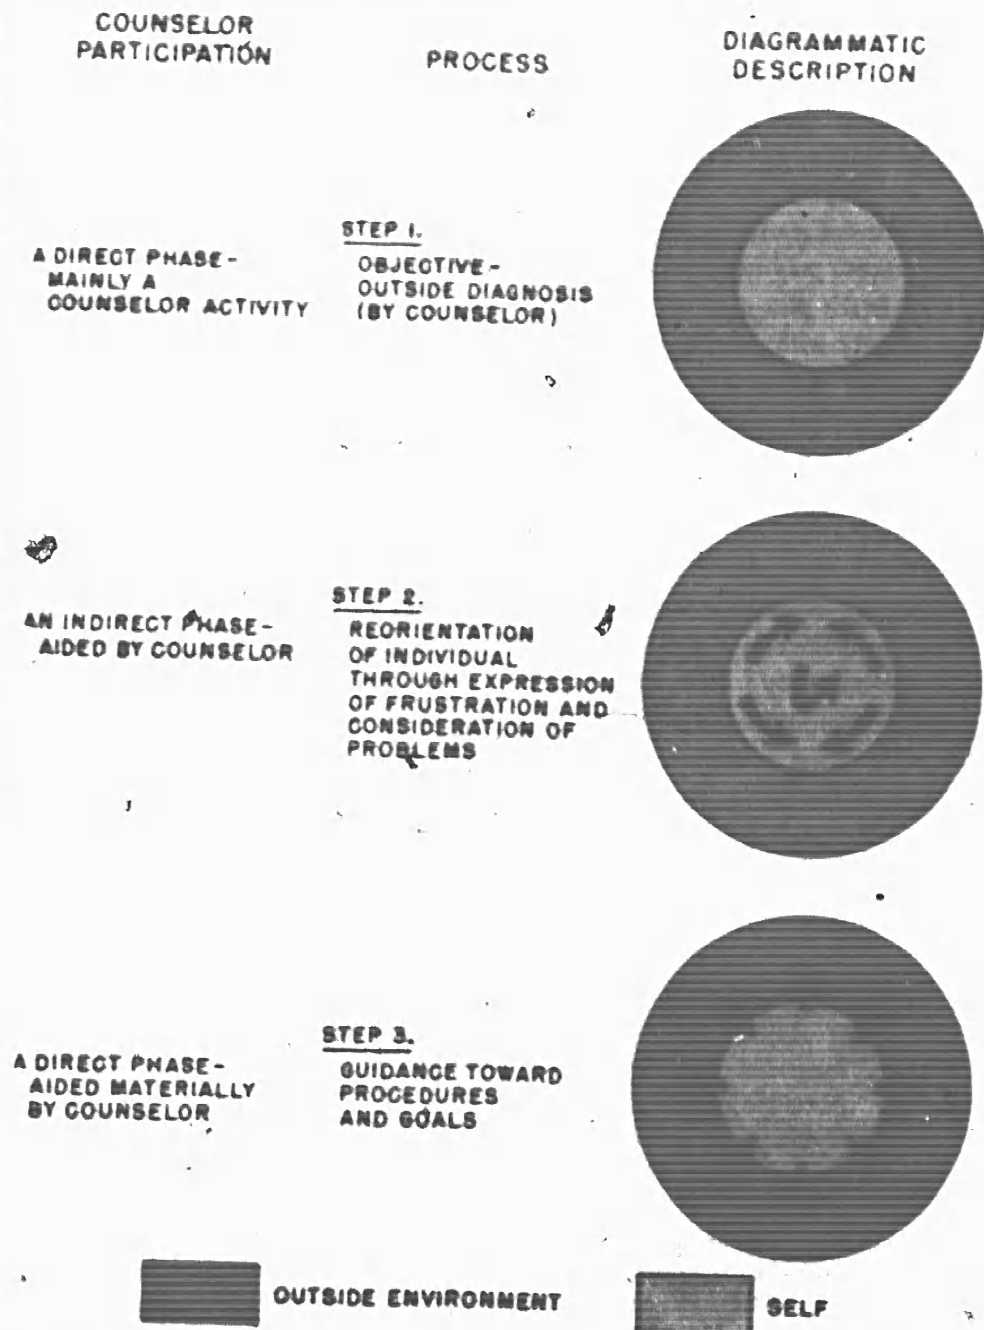 COUNSELOR
PARTICIPATION
PROCESS
DIAGRAMMATIC
DESCRIPTION
A DIRECT PHASE-
MAINLY A
COUNSELOR ACTIVITY
STEP 1.
OBJECTIVE-
OUTSIDE DIAGNOSIS
(BY COUNSELOR)
AN INDIRECT PHASE-
AIDED BY COUNSELOR
STEP 2.
REORIENTATION
OF INDIVIDUAL
THROUGH EXPRESSION
OF FRUSTRATION AND
CONSIDERATION OF
PROBLEMS
A DIRECT PHASE-
AIDED MATERIALLY
BY COUNSELOR
STEP 3.
GUIDANCE TOWARD
PROCEDURES
AND GOALS
OUTSIDE ENVIRONMENT
SELF